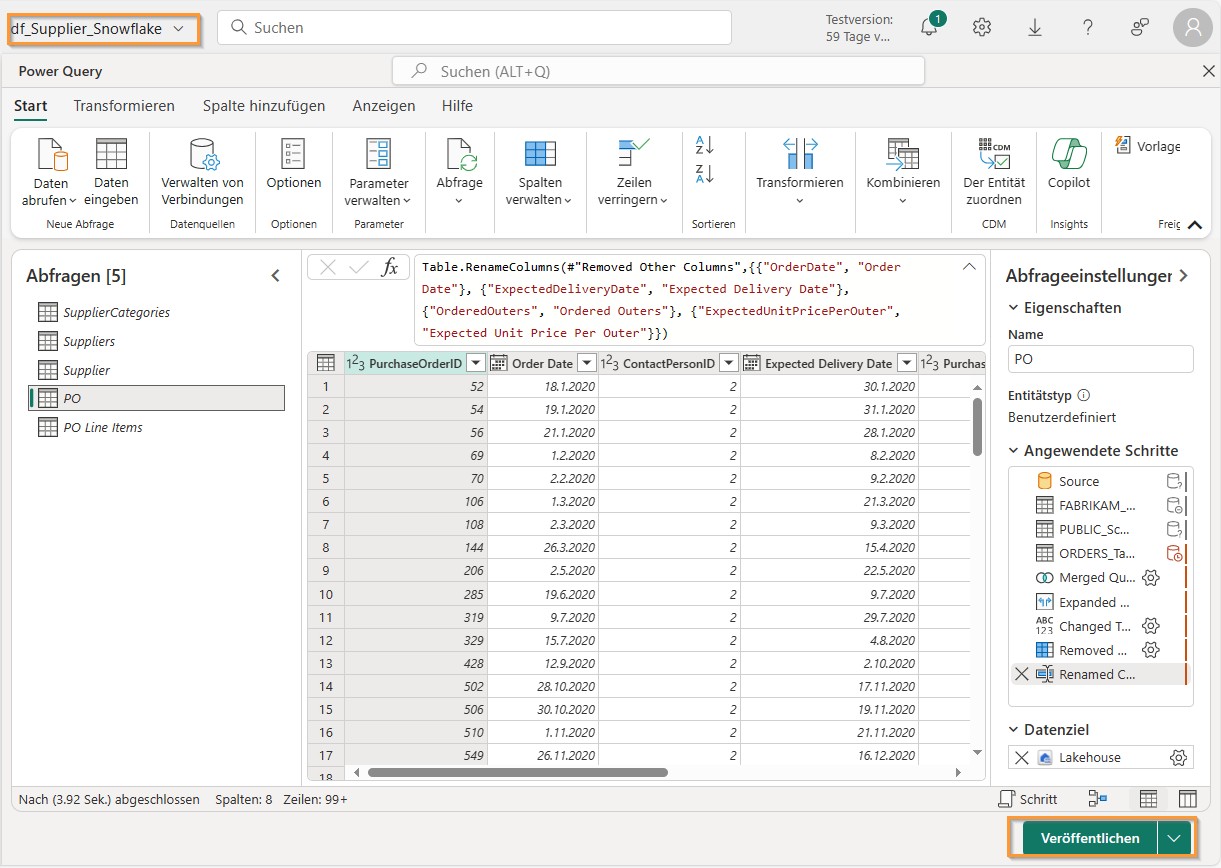 df_Supplier_Snowflake
Suchen
Testversion:
59 Tage v...
1
Power Query
Suchen (ALT+Q)
Start Transformieren Spalte hinzufügen Anzeigen Hilfe
Daten abrufen
Daten eingeben
Neue Abfrage
Verwalten von Verbindungen
Datenquellen
Optionen
Optionen
Parameter verwalten
Parameter
Abfrage
Spalten verwalten
Zeilen verringern
A Z
Z A
Sortieren
Transformieren
Kombinieren
CDM
Der Entität zuordnen
CDM
Copilot
Insights
Vorlage
Freig
Abfragen [5]
SupplierCategories
Suppliers
Supplier
PO
PO Line Items
fx
Table.RenameColumns(#"Removed Other Columns",{{"OrderDate", "Order
Date"}, {"ExpectedDeliveryDate", "Expected Delivery Date"},
{"OrderedOuters", "Ordered Outers"}, {"ExpectedUnitPricePerOuter",
"Expected Unit Price Per Outer"}})
123 PurchaseOrderID Order Date 123 ContactPersonID Expected Delivery Date 123 Purchas
1 52 18.1.2020 2 30.1.2020
2 54 19.1.2020 2 31.1.2020
3 56 21.1.2020 2 28.1.2020
4 69 1.2.2020 2 8.2.2020
5 70 2.2.2020 2 9.2.2020
6 106 1.3.2020 2 21.3.2020
7 108 2.3.2020 2 9.3.2020
8 144 26.3.2020 2 15.4.2020
9 206 2.5.2020 2 22.5.2020
10 285 19.6.2020 2 9.7.2020
11 319 9.7.2020 2 29.7.2020
12 329 15.7.2020 2 4.8.2020
13 428 12.9.2020 2 2.10.2020
14 502 28.10.2020 2 17.11.2020
15 506 30.10.2020 2 19.11.2020
16 510 1.11.2020 2 21.11.2020
17 549 26.11.2020 2 16.12.2020
18
Abfrageeinstellunger
Eigenschaften
Name
PO
Entitätstyp
Benutzerdefiniert
Angewendete Schritte
Source
FABRIKAM_...
PUBLIC_Sc...
ORDERS_Ta...
Merged Qu...
Expanded ...
ABC 123 Changed T...
Removed ...
Renamed C...
Datenziel
Lakehouse
Nach (3.92 Sek.) abgeschlossen Spalten: 8 Zeilen: 99+
Schritt
Veröffentlichen